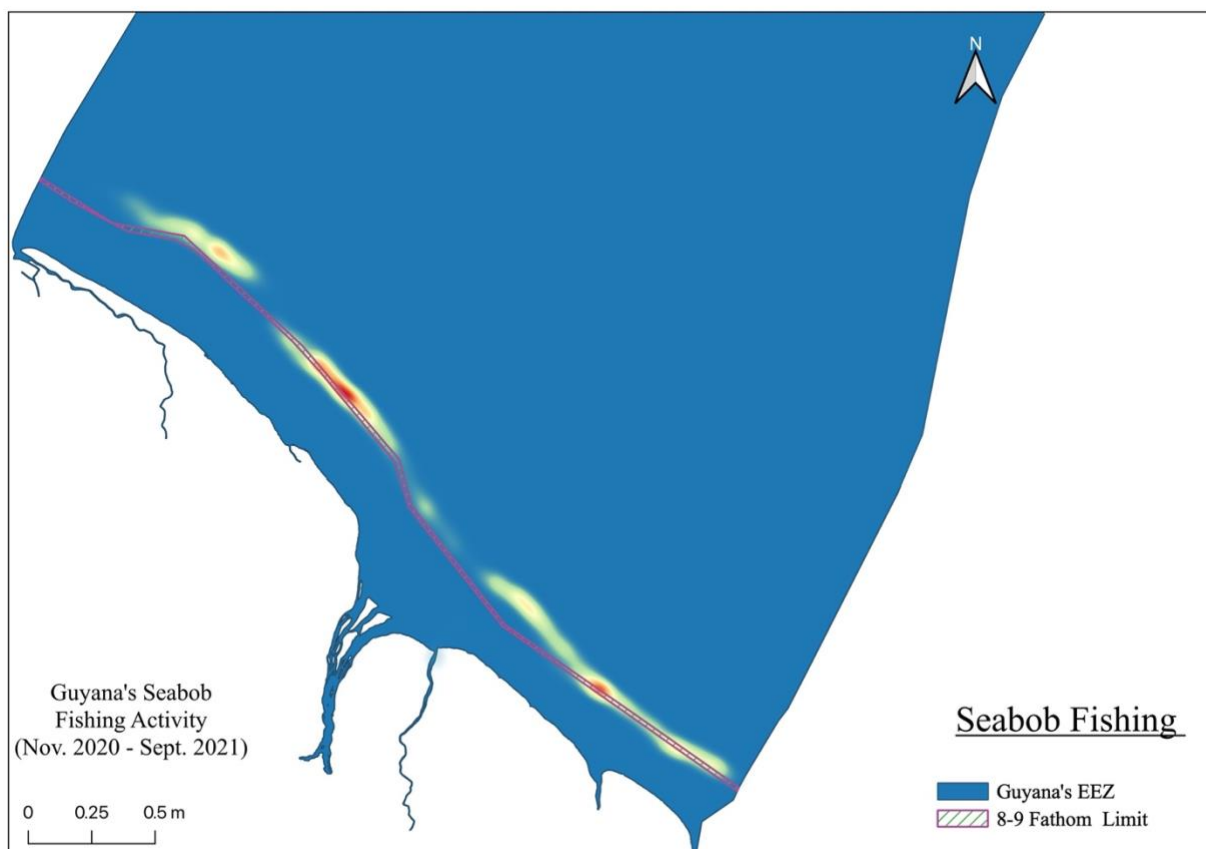 N
Guyana's Seabob
Fishing Activity
(Nov. 2020 - Sept. 2021)
0 0.25 0.5 m
Seabob Fishing
Guyana's EEZ
8-9 Fathom Limit